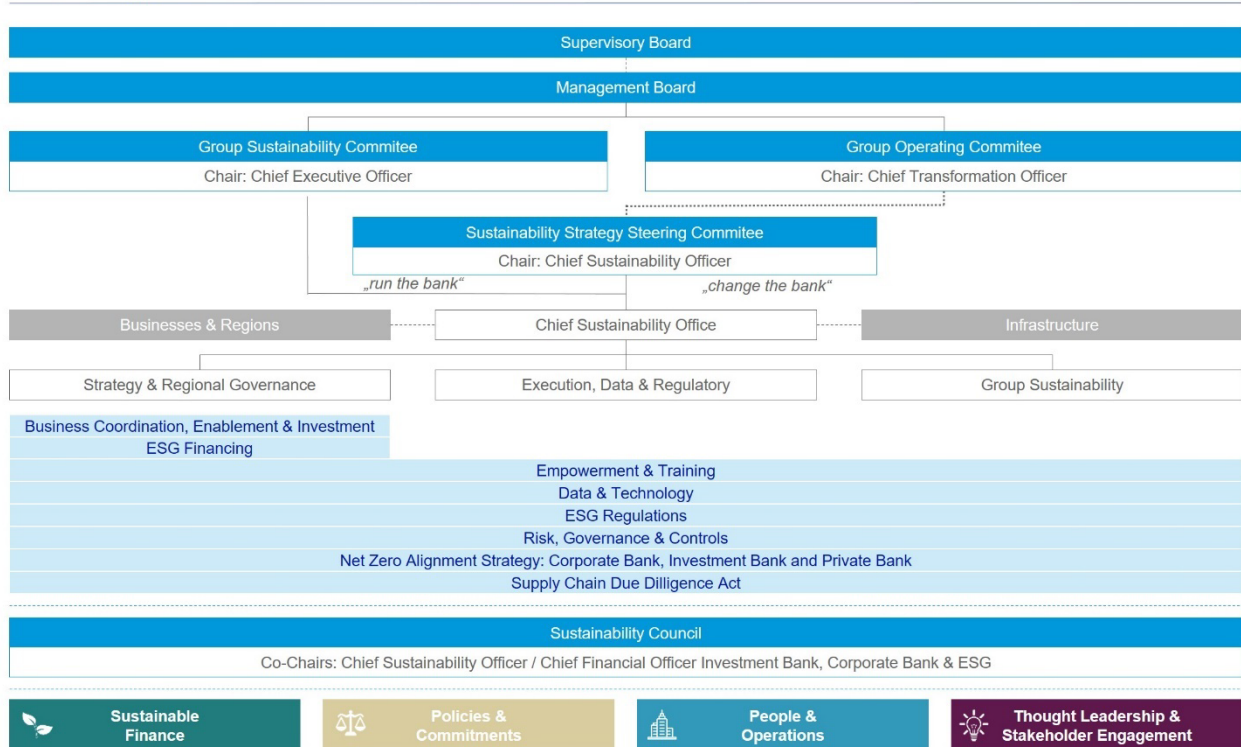 Supervisory Board
Management Board
Group Sustainability Commitee
Group Operating Commitee
Chair: Chief Executive Officer
Chair: Chief Transformation Officer
Sustainability Strategy Steering Commitee
Chair: Chief Sustainability Officer
„run the bank“
„change the bank“
Businesses & Regions
Chief Sustainability Office
Infrastructure
Strategy & Regional Governance
Execution, Data & Regulatory
Group Sustainability
Business Coordination, Enablement & Investment
ESG Financing
Empowerment & Training
Data & Technology
ESG Regulations
Risk, Governance & Controls
Net Zero Alignment Strategy: Corporate Bank, Investment Bank and Private Bank
Supply Chain Due Dilligence Act
Sustainability Council
Co-Chairs: Chief Sustainability Officer / Chief Financial Officer Investment Bank, Corporate Bank & ESG
Sustainable
Finance
Policies &
Commitments
People &
Operations
Thought Leadership &
Stakeholder Engagement